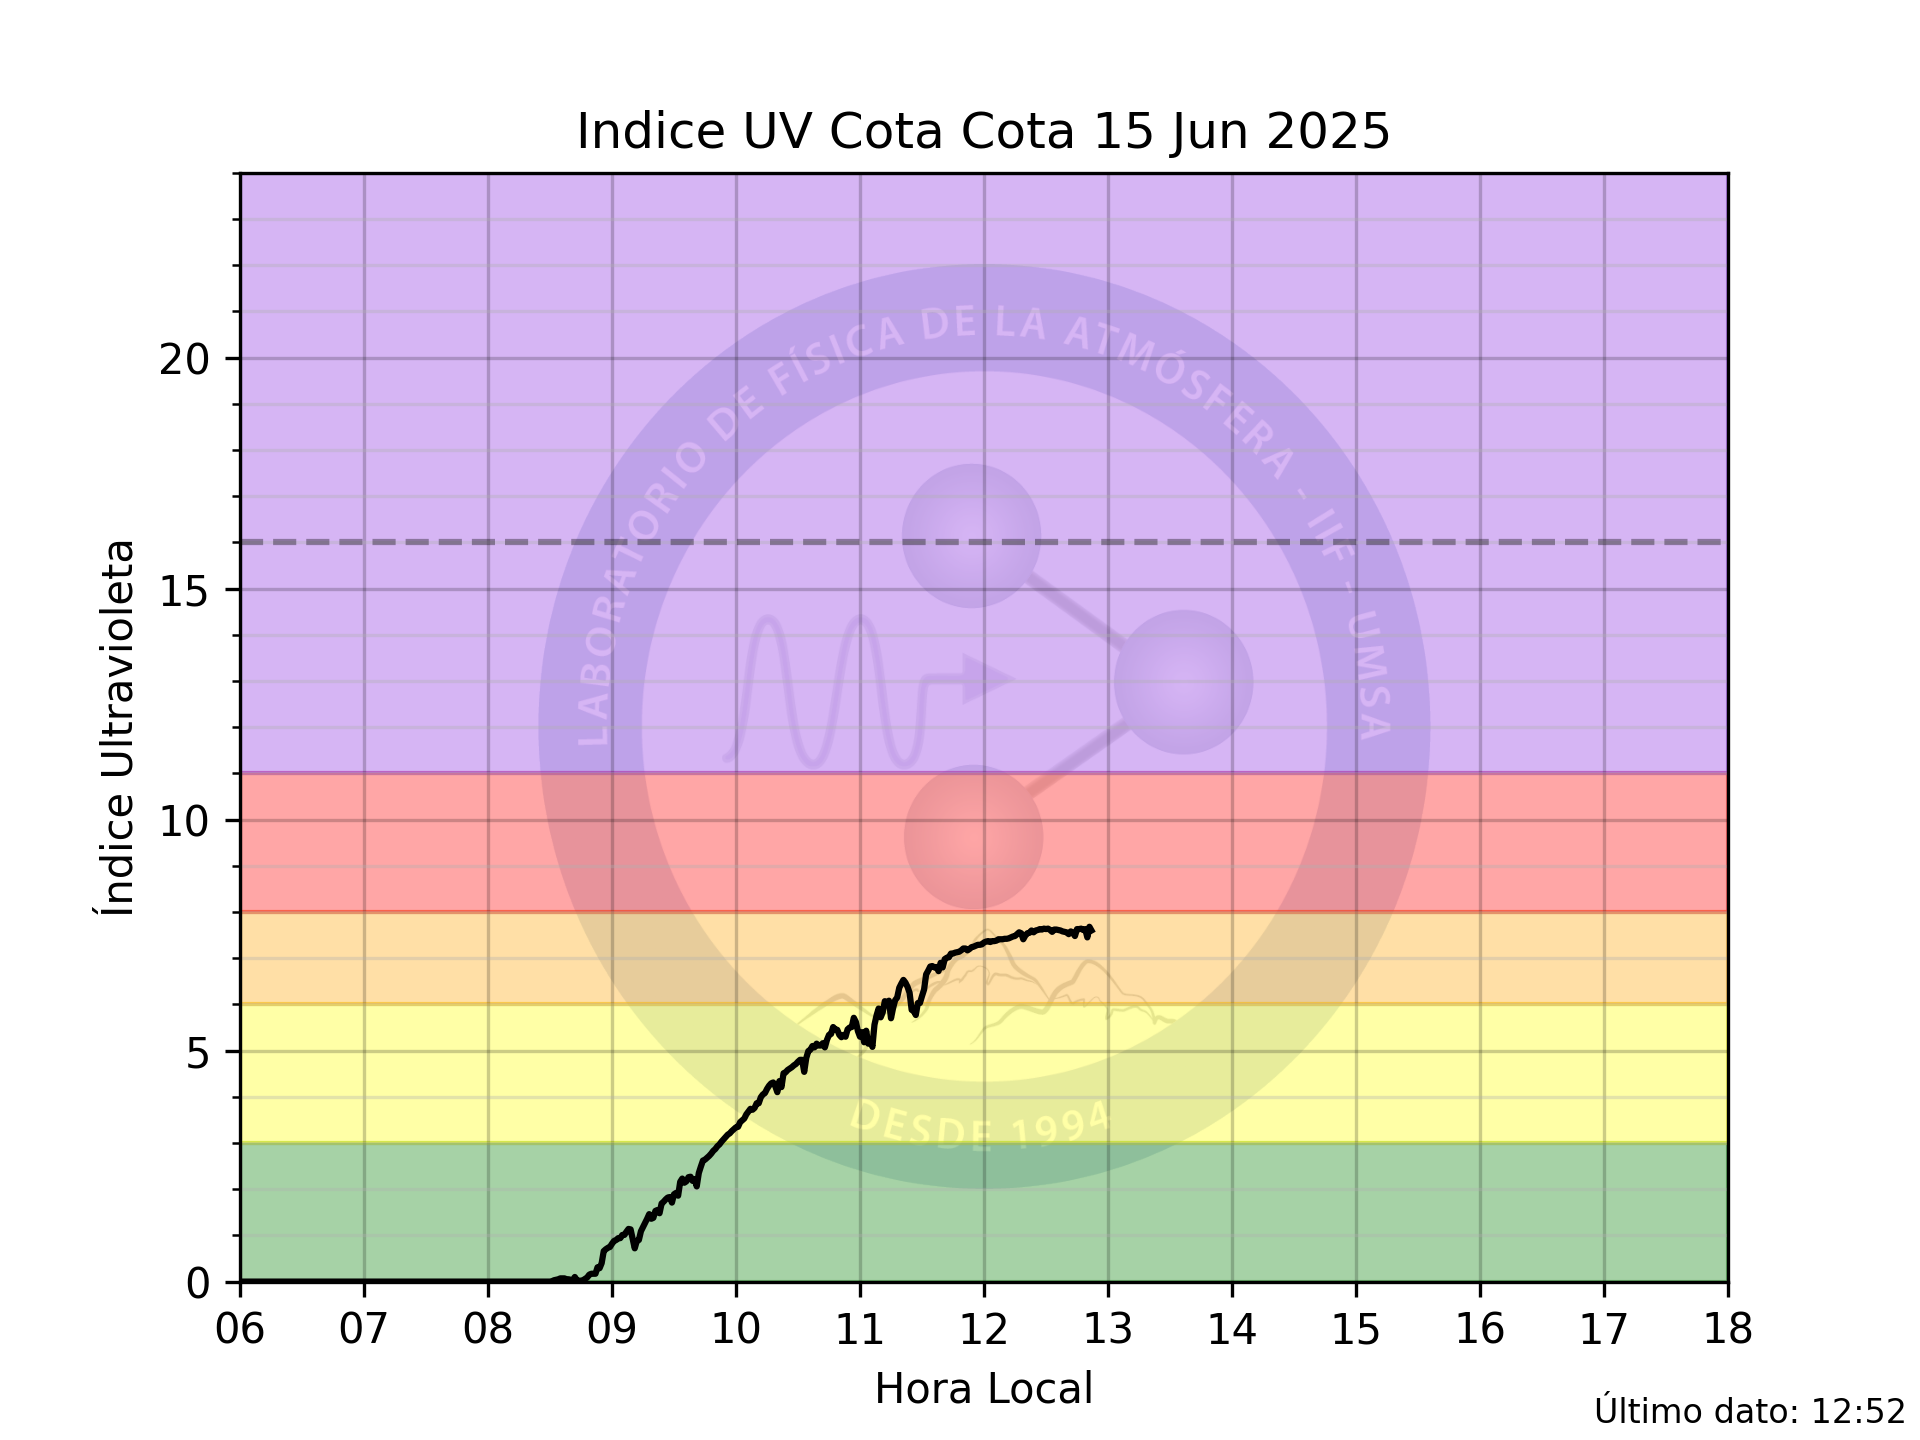 Indice UV Cota Cota 15 Jun 2025
LABORATORIO DE FÍSICA DE LA ATMÓSFERA - IIF - UMSA
DESDE 1994
Índice Ultravioleta
20
15
10
5
0
06 07 08 09 10 11 12 13 14 15 16 17 18
Hora Local
Último dato: 12:52